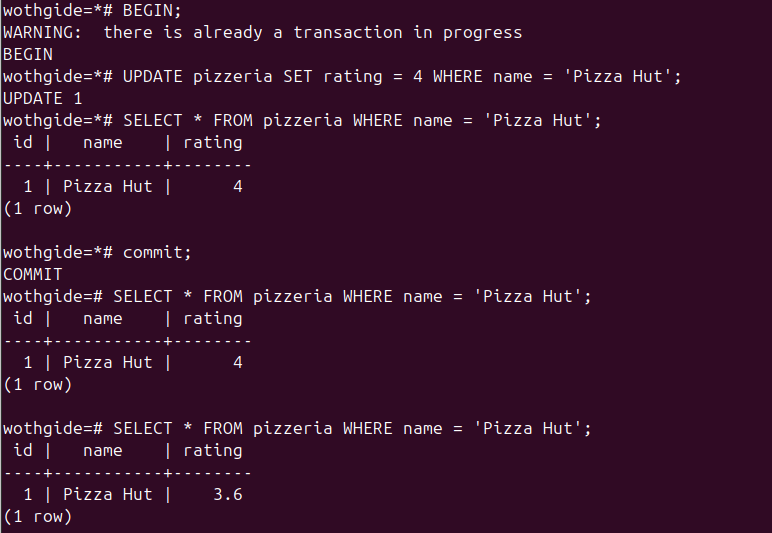 wothgide=*# BEGIN;
WARNING:  there is already a transaction in progress
BEGIN
wothgide=*# UPDATE pizzeria SET rating = 4 WHERE name = 'Pizza Hut';
UPDATE 1
wothgide=*# SELECT * FROM pizzeria WHERE name = 'Pizza Hut';
 id |   name    | rating
----+-----------+--------
  1 | Pizza Hut |      4
(1 row)

wothgide=*# commit;
COMMIT
wothgide=# SELECT * FROM pizzeria WHERE name = 'Pizza Hut';
 id |   name    | rating
----+-----------+--------
  1 | Pizza Hut |      4
(1 row)

wothgide=# SELECT * FROM pizzeria WHERE name = 'Pizza Hut';
 id |   name    | rating
----+-----------+--------
  1 | Pizza Hut |    3.6
(1 row)